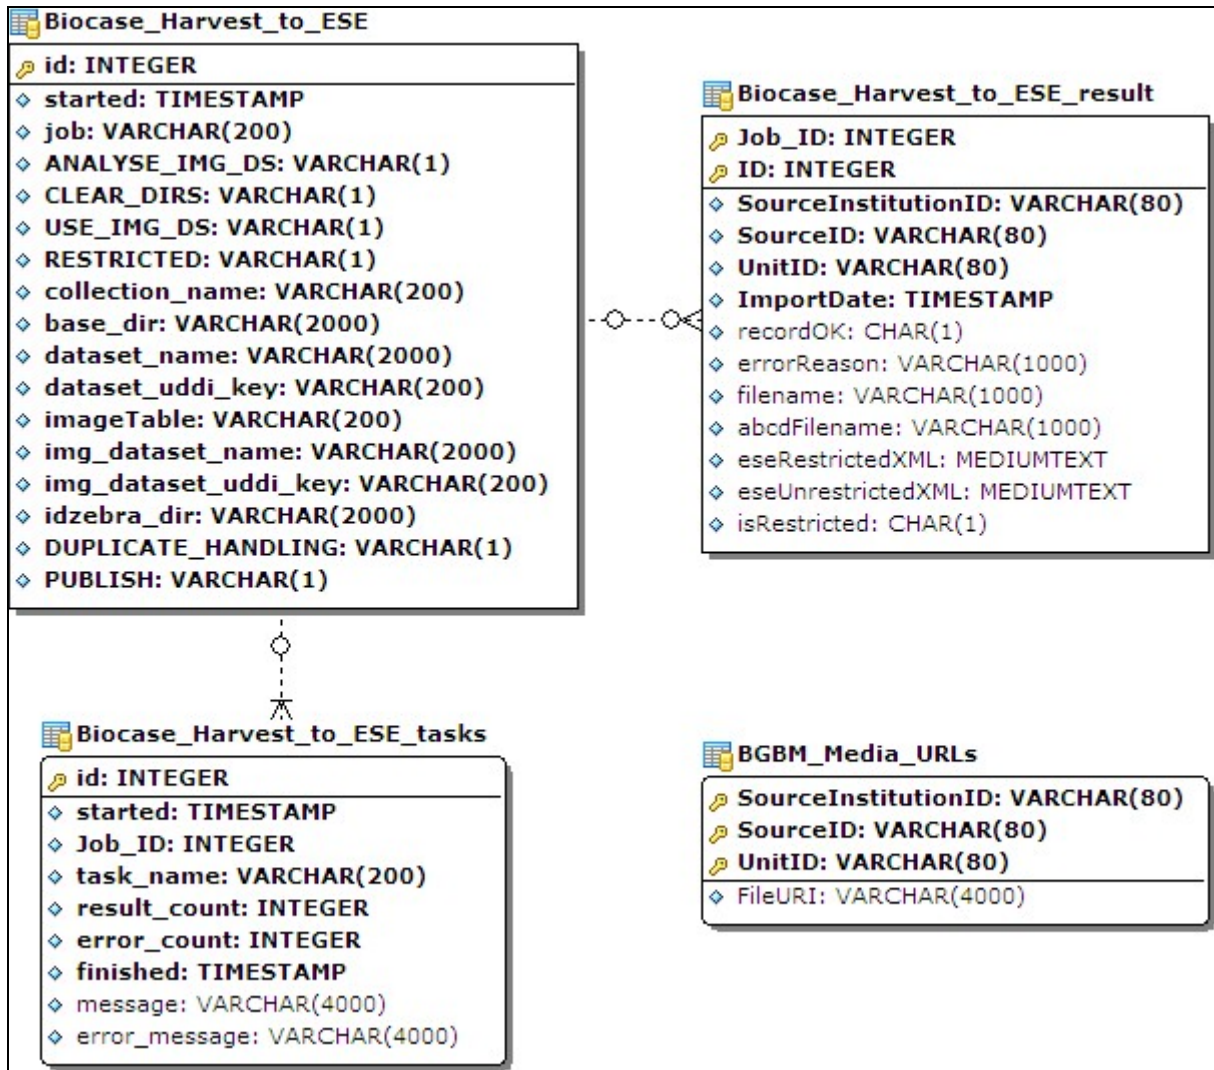 Biocase_Harvest_to_ESE
id: INTEGER
started: TIMESTAMP
job: VARCHAR(200)
ANALYSE_IMG_DS: VARCHAR(1)
CLEAR_DIRS: VARCHAR(1)
USE_IMG_DS: VARCHAR(1)
RESTRICTED: VARCHAR(1)
collection_name: VARCHAR(200)
base_dir: VARCHAR(2000)
dataset_name: VARCHAR(2000)
dataset_uddi_key: VARCHAR(200)
imageTable: VARCHAR(200)
img_dataset_name: VARCHAR(2000)
img_dataset_uddi_key: VARCHAR(200)
idzebra_dir: VARCHAR(2000)
DUPLICATE_HANDLING: VARCHAR(1)
PUBLISH: VARCHAR(1)
Biocase_Harvest_to_ESE_result
Job_ID: INTEGER
ID: INTEGER
SourceInstitutionID: VARCHAR(80)
SourceID: VARCHAR(80)
UnitID: VARCHAR(80)
ImportDate: TIMESTAMP
recordOK: CHAR(1)
errorReason: VARCHAR(1000)
filename: VARCHAR(1000)
abcdFilename: VARCHAR(1000)
eseRestrictedXML: MEDIUMTEXT
eseUnrestrictedXML: MEDIUMTEXT
isRestricted: CHAR(1)
Biocase_Harvest_to_ESE_tasks
id: INTEGER
started: TIMESTAMP
Job_ID: INTEGER
task_name: VARCHAR(200)
result_count: INTEGER
error_count: INTEGER
finished: TIMESTAMP
message: VARCHAR(4000)
error_message: VARCHAR(4000)
BGBM_Media_URLs
SourceInstitutionID: VARCHAR(80)
SourceID: VARCHAR(80)
UnitID: VARCHAR(80)
FileURI: VARCHAR(4000)